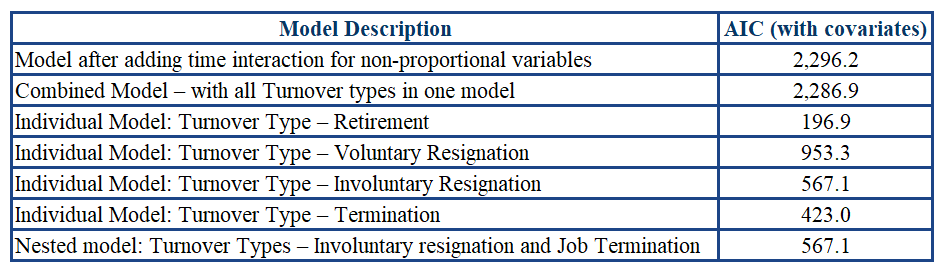 Model Description AIC (with covariates)
Model after adding time interaction for non-proportional variables 2,296.2
Combined Model – with all Turnover types in one model 2,286.9
Individual Model: Turnover Type – Retirement 196.9
Individual Model: Turnover Type – Voluntary Resignation 953.3
Individual Model: Turnover Type – Involuntary Resignation 567.1
Individual Model: Turnover Type – Termination 423.0
Nested model: Turnover Types – Involuntary resignation and Job Termination 567.1